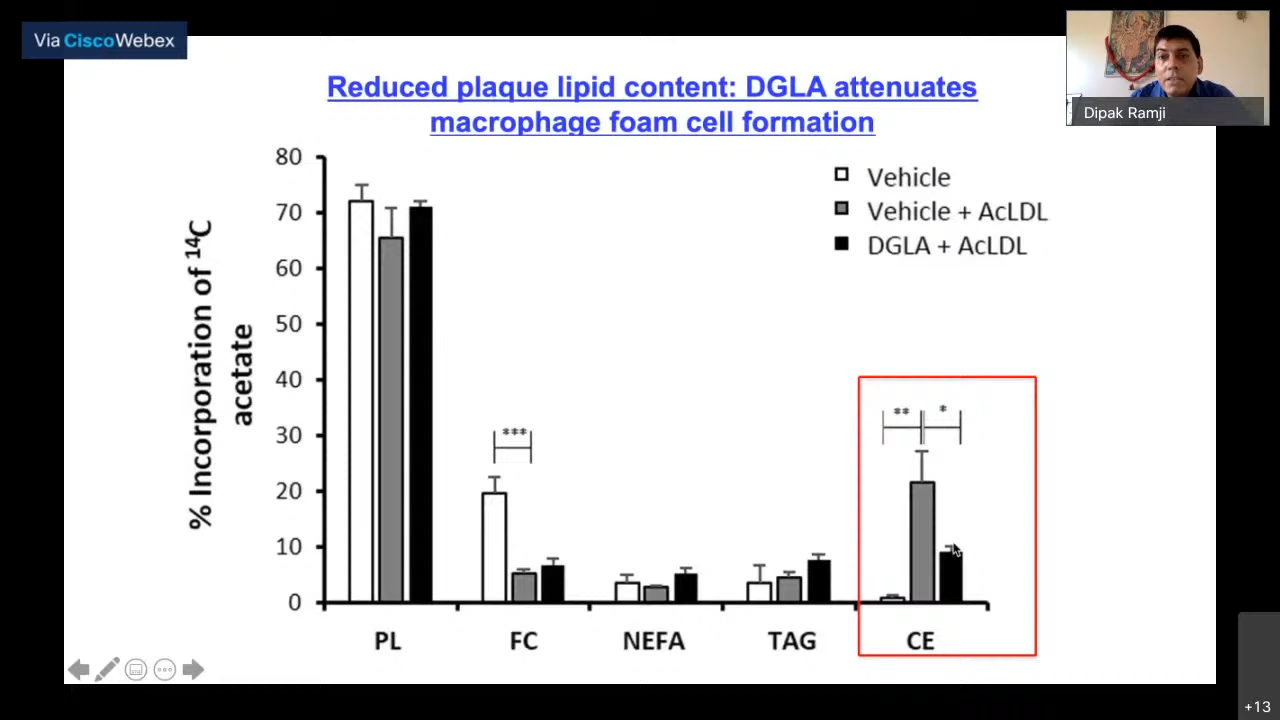 Via CiscoWebex
Dipak Ramji
Reduced plaque lipid content: DGLA attenuates
macrophage foam cell formation
Vehicle
Vehicle + AcLDL
DGLA + AcLDL
% Incorporation of ¹⁴C
acetate
80
70
60
50
40
30
20
10
0
***
**
*
PL
FC
NEFA
TAG
CE
+13